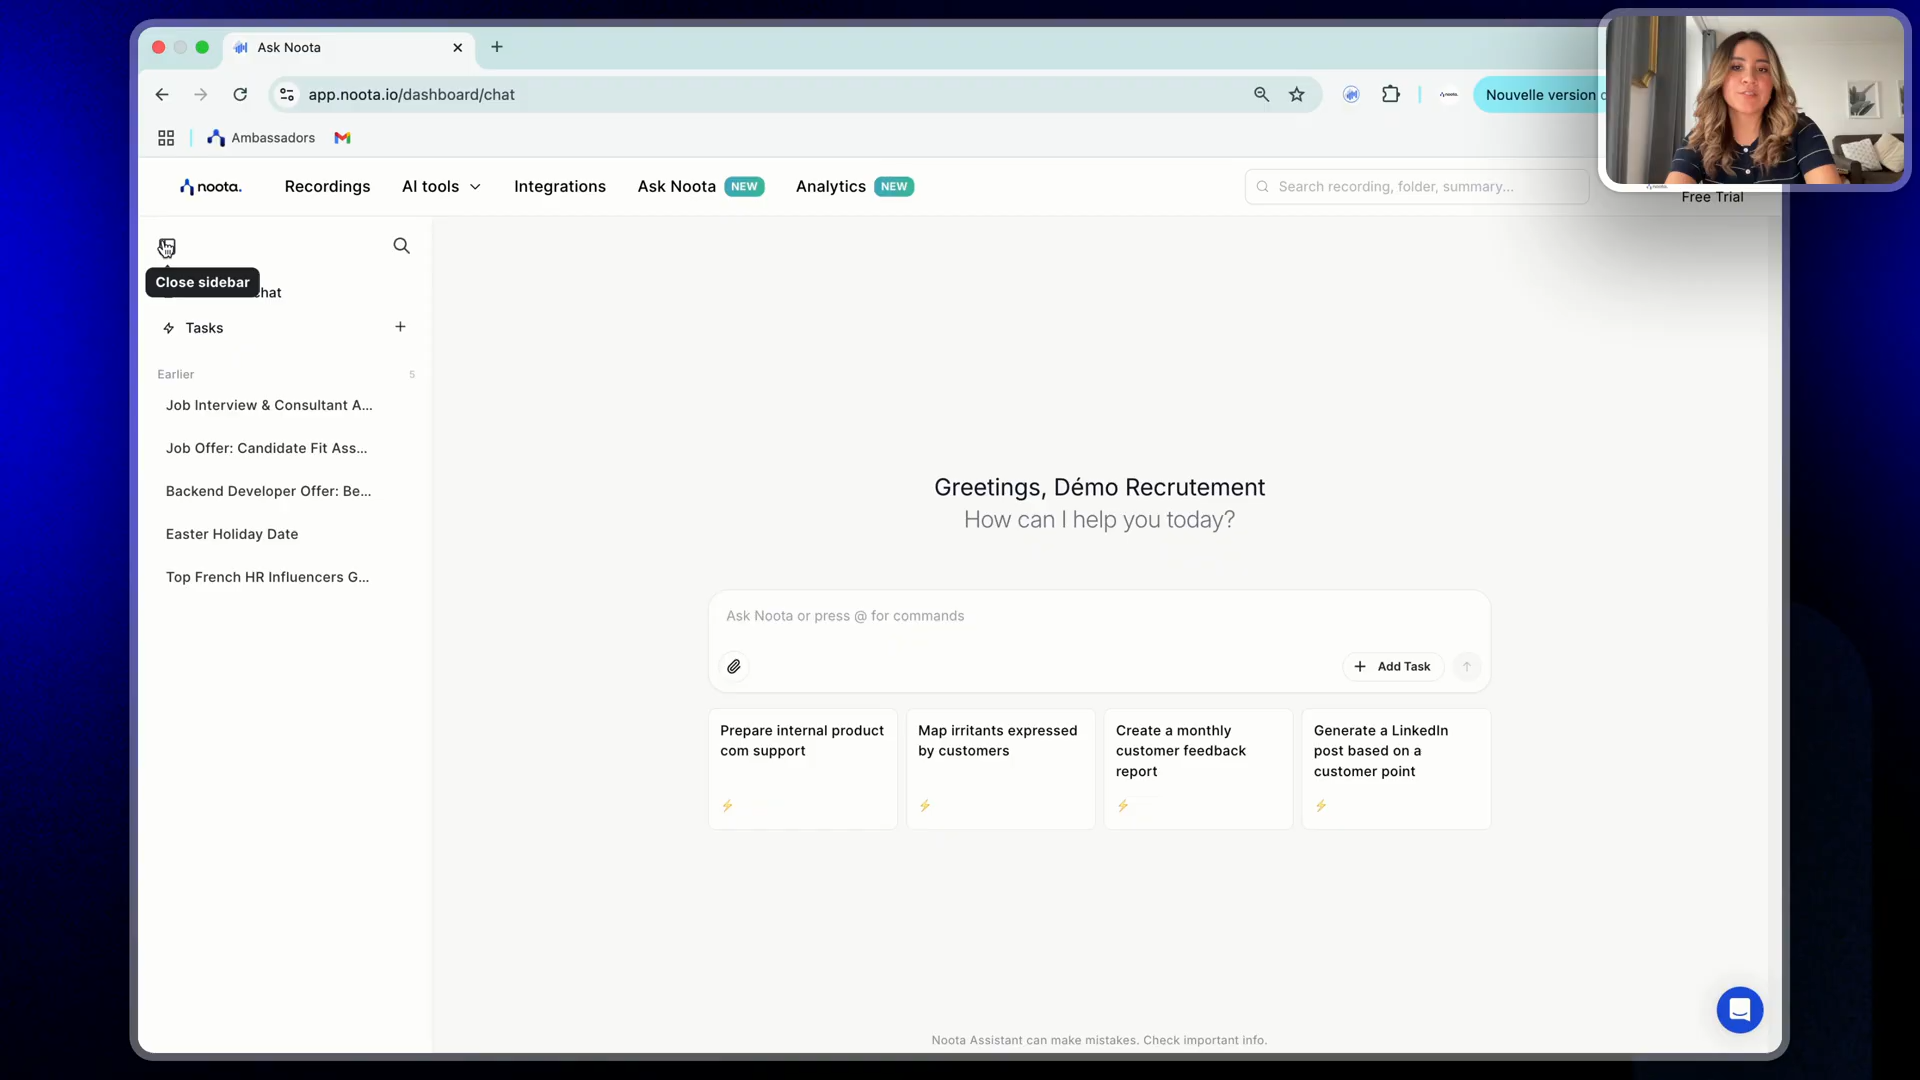 Ask Noota
app.noota.io/dashboard/chat
Nouvelle version
Ambassadors
noota.
Recordings
AI tools
Integrations
Ask Noota NEW
Analytics NEW
Search recording, folder, summary...
Free Trial
Close sidebar
chat
Tasks
Earlier 5
Job Interview & Consultant A...
Job Offer: Candidate Fit Ass...
Backend Developer Offer: Be...
Easter Holiday Date
Top French HR Influencers G...
Greetings, Démo Recrutement
How can I help you today?
Ask Noota or press @ for commands
Add Task
Prepare internal product
com support
Map irritants expressed
by customers
Create a monthly
customer feedback
report
Generate a LinkedIn
post based on a
customer point
Noota Assistant can make mistakes. Check important info.